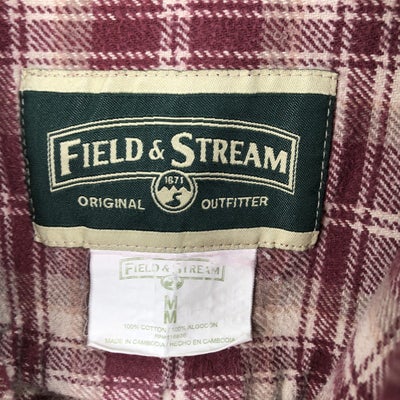 FIELD & STREAM
1871
ORIGINAL OUTFITTER
FIELD & STREAM
M
M
100% COTTON / 100% ALGODON
MADE IN CAMBODIA / HECHO EN CAMBODIA